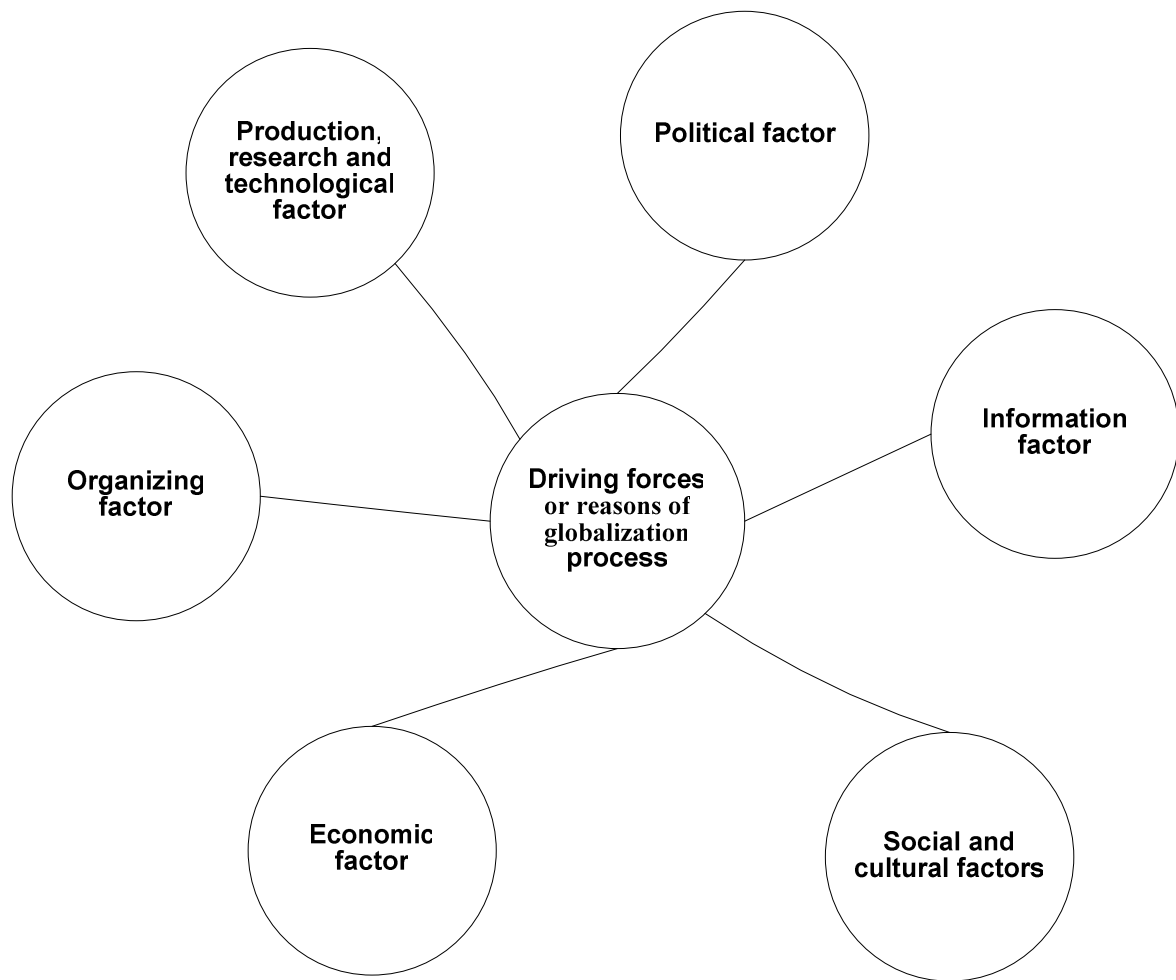 Production,
research and
technological
factor
Political factor
Information
factor
Organizing
factor
Driving forces
or reasons of
globalization
process
Economic
factor
Social and
cultural factors